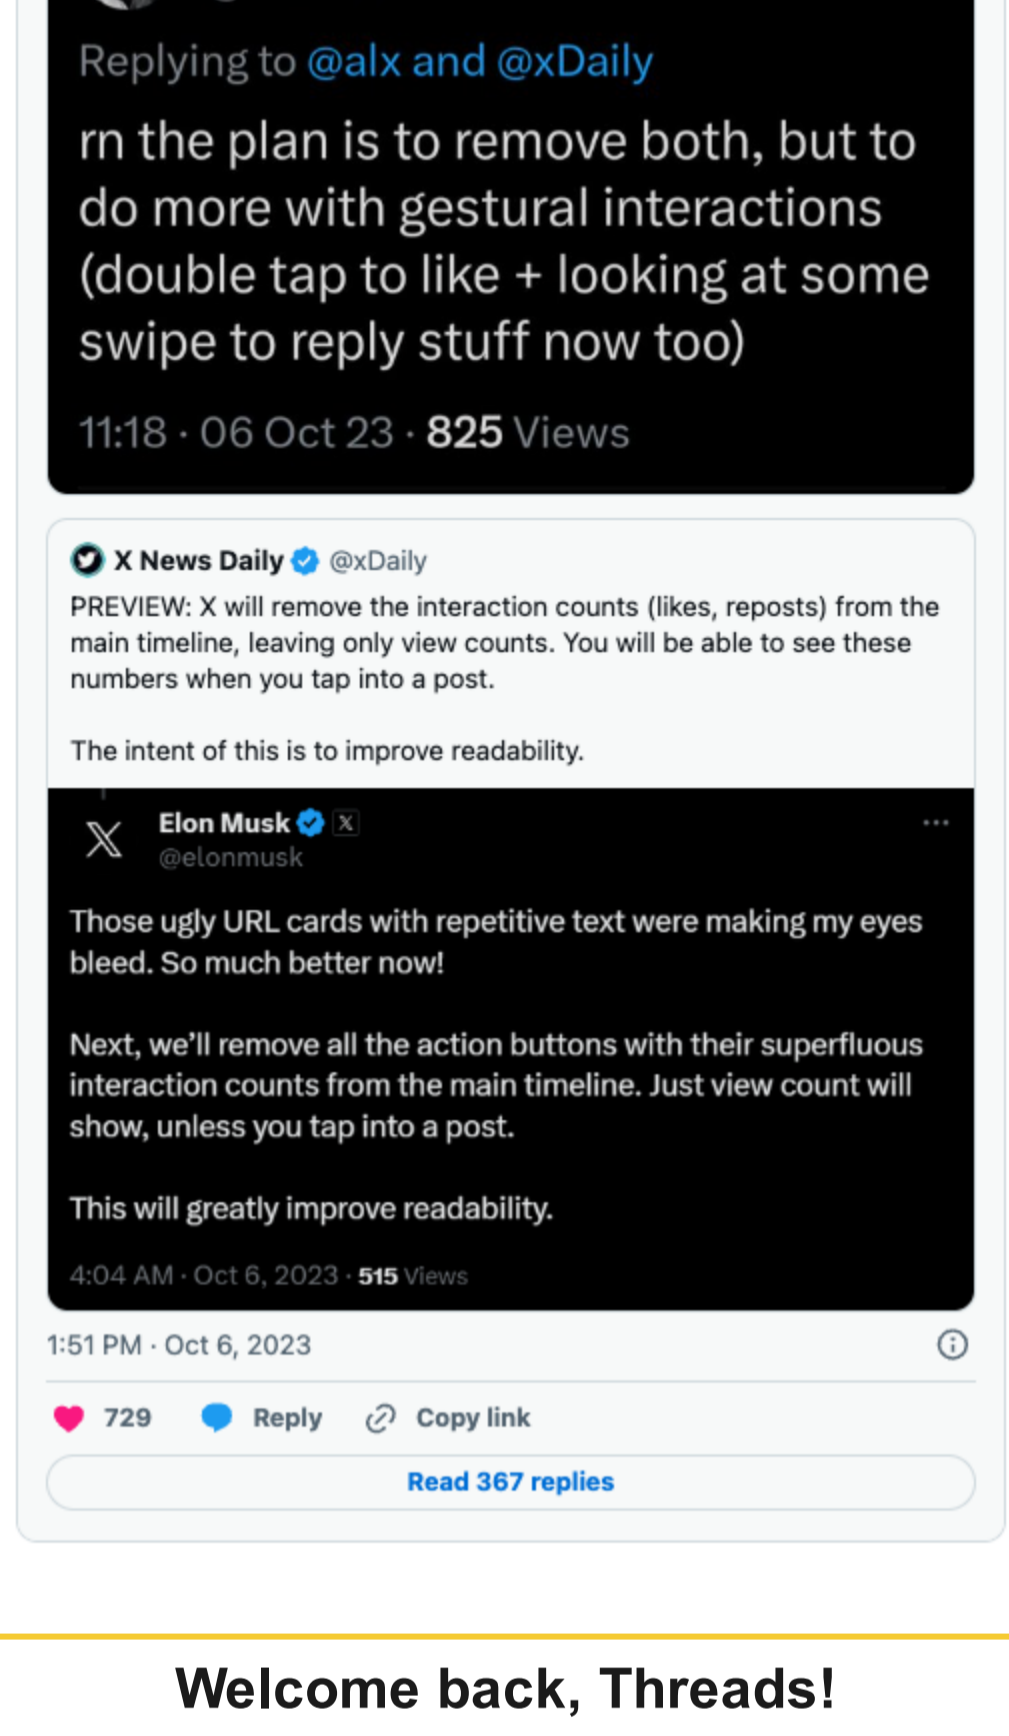 Replying to @alx and @xDaily
rn the plan is to remove both, but to
do more with gestural interactions
(double tap to like + looking at some
swipe to reply stuff now too)
11:18 · 06 Oct 23 · 825 Views
X News Daily @xDaily
PREVIEW: X will remove the interaction counts (likes, reposts) from the
main timeline, leaving only view counts. You will be able to see these
numbers when you tap into a post.
The intent of this is to improve readability.
Elon Musk
@elonmusk
Those ugly URL cards with repetitive text were making my eyes
bleed. So much better now!
Next, we’ll remove all the action buttons with their superfluous
interaction counts from the main timeline. Just view count will
show, unless you tap into a post.
This will greatly improve readability.
4:04 AM · Oct 6, 2023 · 515 Views
1:51 PM · Oct 6, 2023
729 Reply Copy link
Read 367 replies
Welcome back, Threads!